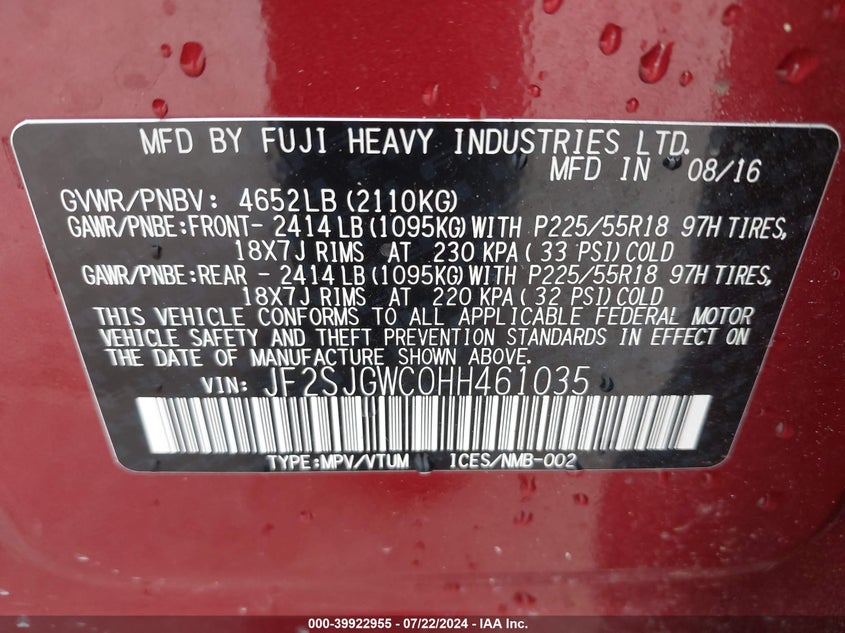 MFD BY FUJI HEAVY INDUSTRIES LTD.
MFD IN 08/16
GVWR/PNBV: 4652LB(2110KG)
GAWR/PNBE:FRONT- 2414LB(1095KG)WITH P225/55R18 97H TIRES,
18X7J RIMS AT 230 KPA(33 PSI)COLD
GAWR/PNBE:REAR - 2414LB(1095KG)WITH P225/55R18 97H TIRES,
18X7J RIMS AT 220 KPA(32 PSI)COLD
THIS VEHICLE CONFORMS TO ALL APPLICABLE FEDERAL MOTOR
VEHICLE SAFETY AND THEFT PREVENTION STANDARDS IN EFFECT ON
THE DATE OF MANUFACTURE SHOWN ABOVE.
VIN: JF2SJGWC0HH461035
TYPE:MPV/VTUM ICES/NMB-002
000-39922955 - 07/22/2024 - IAA Inc.